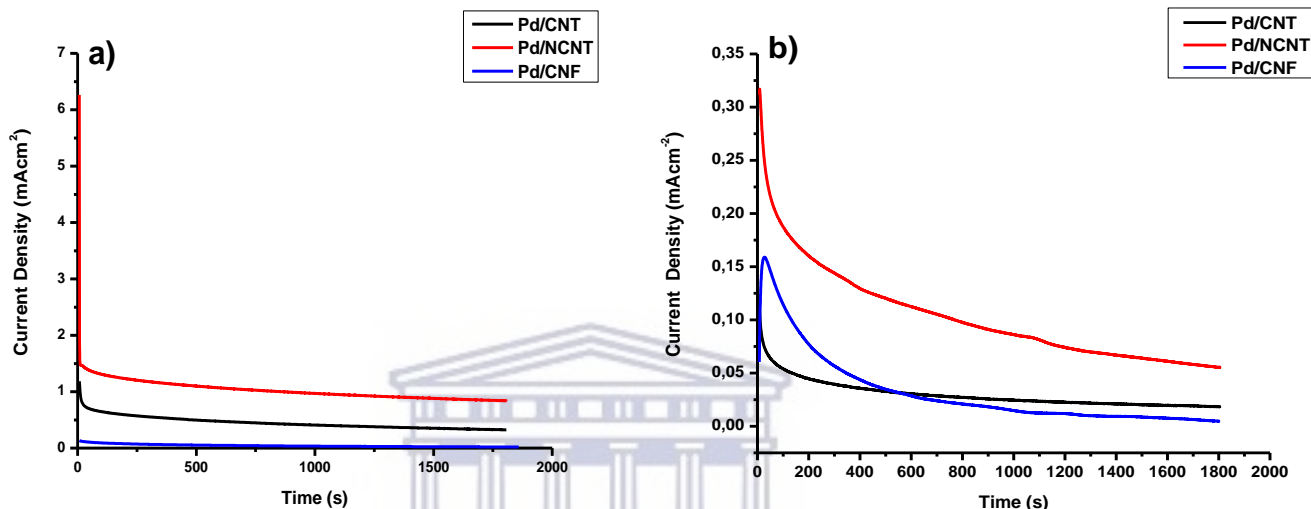 a)
Pd/CNT
Pd/NCNT
Pd/CNF
7
6
5
4
3
2
1
0
Current Density (mAcm²)
0
500
1000
1500
2000
Time (s)
b)
Pd/CNT
Pd/NCNT
Pd/CNF
0,35
0,30
0,25
0,20
0,15
0,10
0,05
0,00
Current Density (mAcm⁻²)
0
200
400
600
800
1000
1200
1400
1600
1800
2000
Time (s)